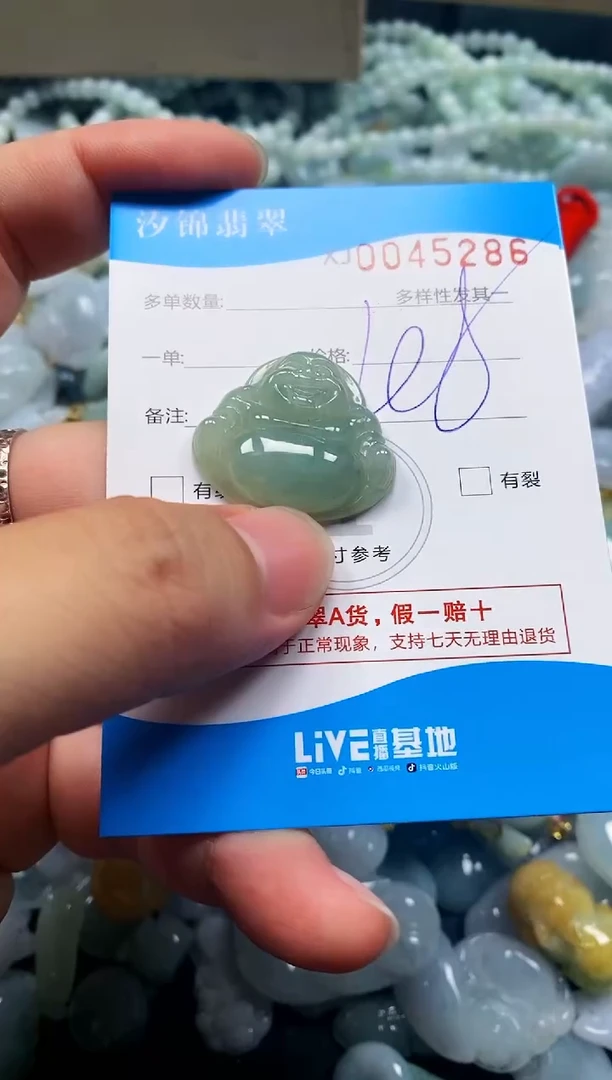 汐锦翡翠
XJ0045286
多单数量: 多样性发其一
一单: 价格:
备注:
有 有裂
寸参考
翠A货，假一赔十
于正常现象，支持七天无理由退货
LiVE直播基地
今日头条 抖音 西瓜视频 抖音火山版